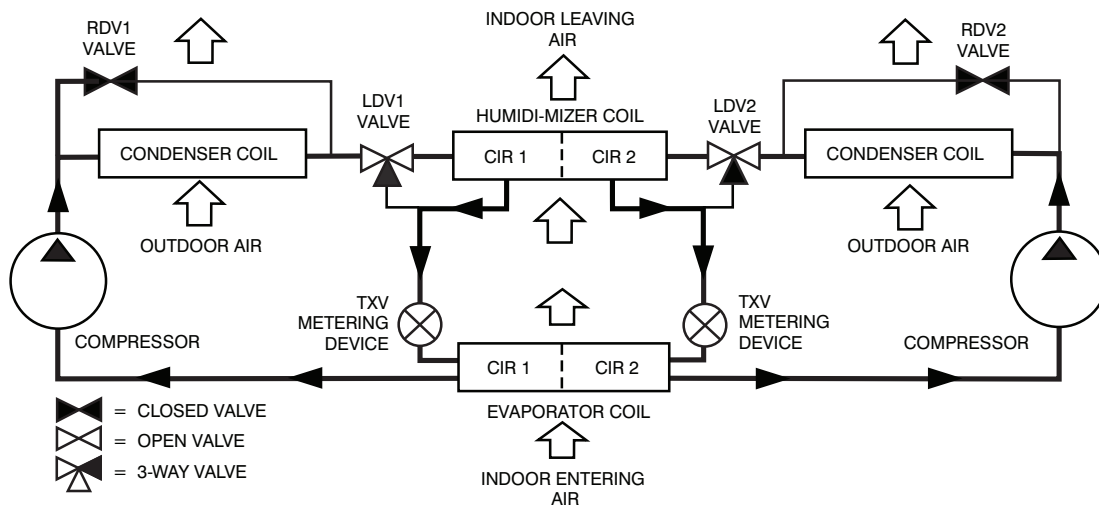 RDV1
VALVE
INDOOR LEAVING
AIR
RDV2
VALVE
LDV1
VALVE
HUMIDI-MIZER COIL
LDV2
VALVE
CONDENSER COIL
CIR 1
CIR 2
CONDENSER COIL
OUTDOOR AIR
OUTDOOR AIR
TXV
METERING
DEVICE
TXV
METERING
DEVICE
COMPRESSOR
COMPRESSOR
CIR 1
CIR 2
EVAPORATOR COIL
= CLOSED VALVE
= OPEN VALVE
= 3-WAY VALVE
INDOOR ENTERING
AIR